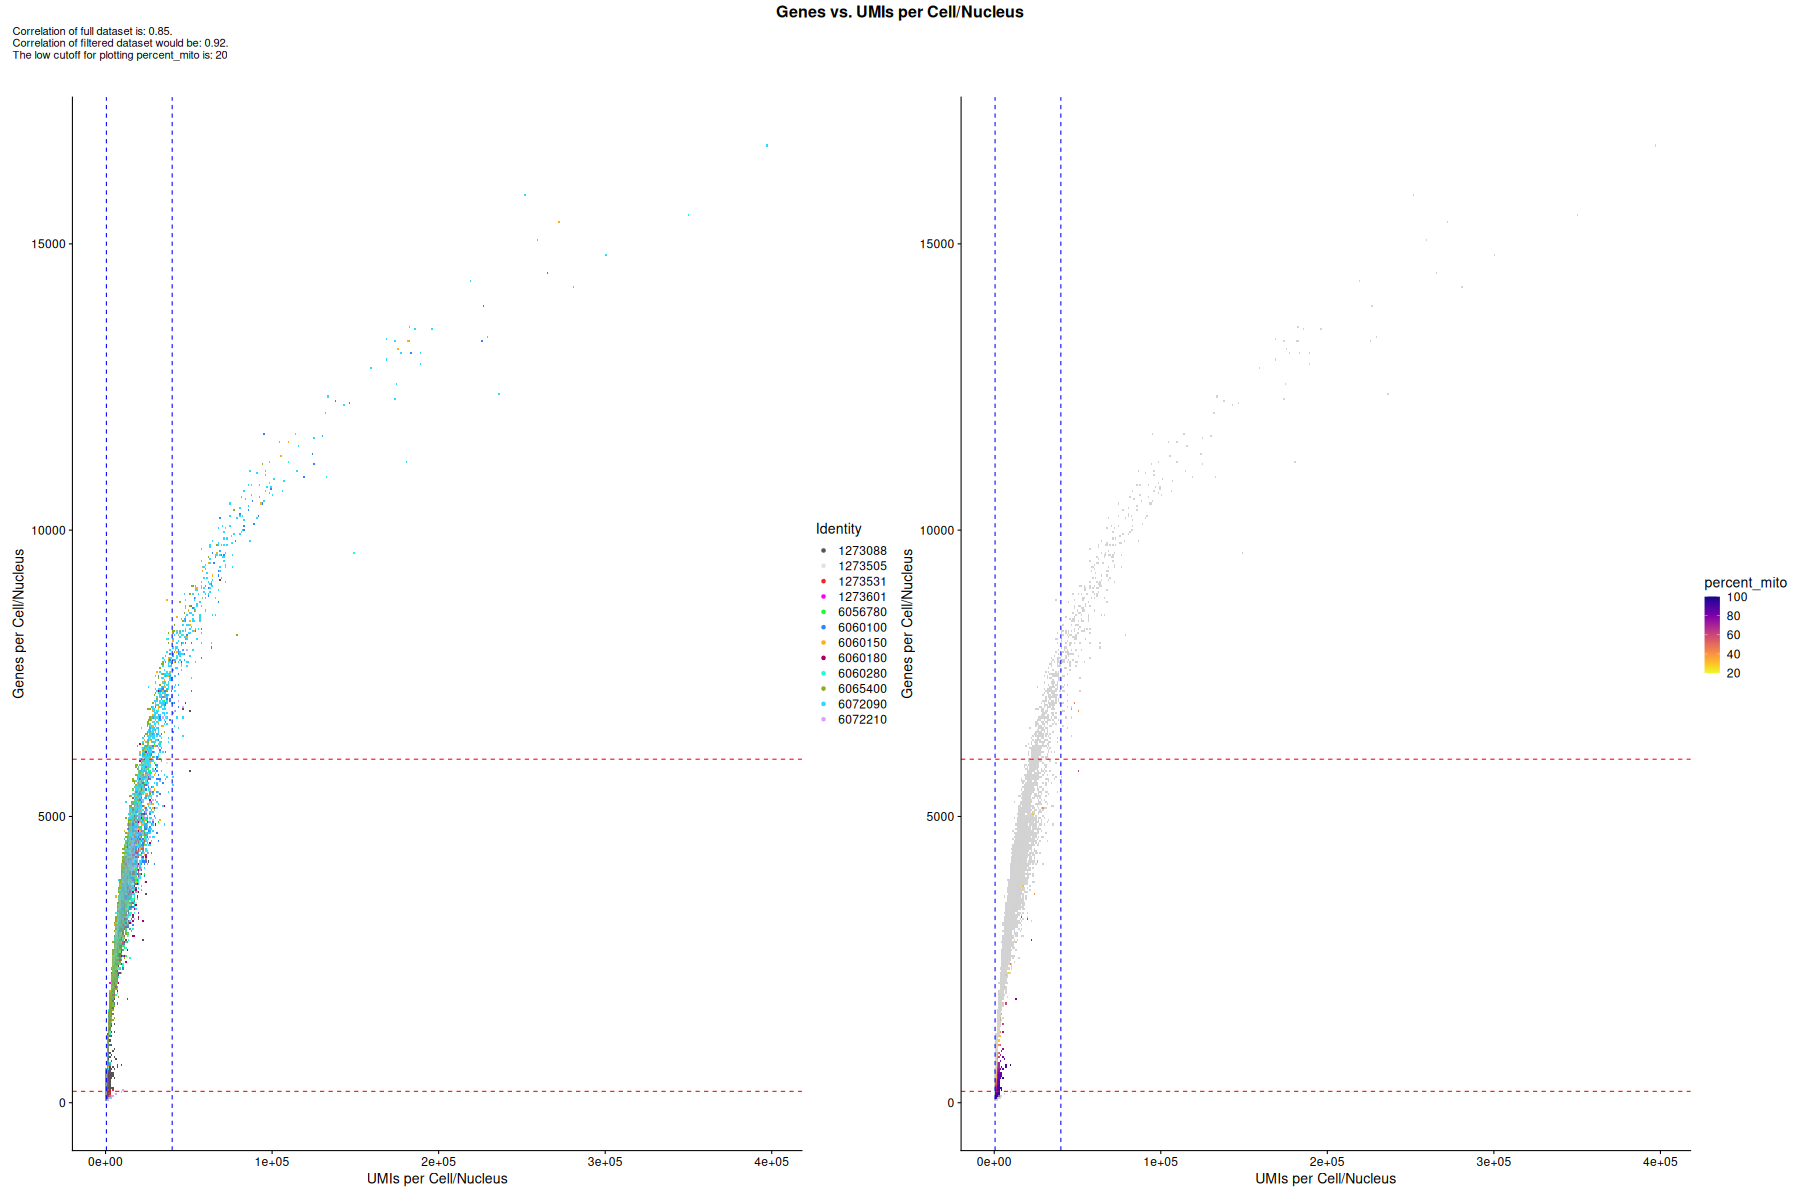 Genes vs. UMIs per Cell/Nucleus
Correlation of full dataset is: 0.85.
Correlation of filtered dataset would be: 0.92.
The low cutoff for plotting percent_mito is: 20
Genes per Cell/Nucleus
15000
10000
5000
0
0e+00
1e+05
2e+05
3e+05
4e+05
UMIs per Cell/Nucleus
Identity
1273088
1273505
1273531
1273601
6056780
6060100
6060150
6060180
6060280
6065400
6072090
6072210
Genes per Cell/Nucleus
15000
10000
5000
0
0e+00
1e+05
2e+05
3e+05
4e+05
UMIs per Cell/Nucleus
percent_mito
100
80
60
40
20